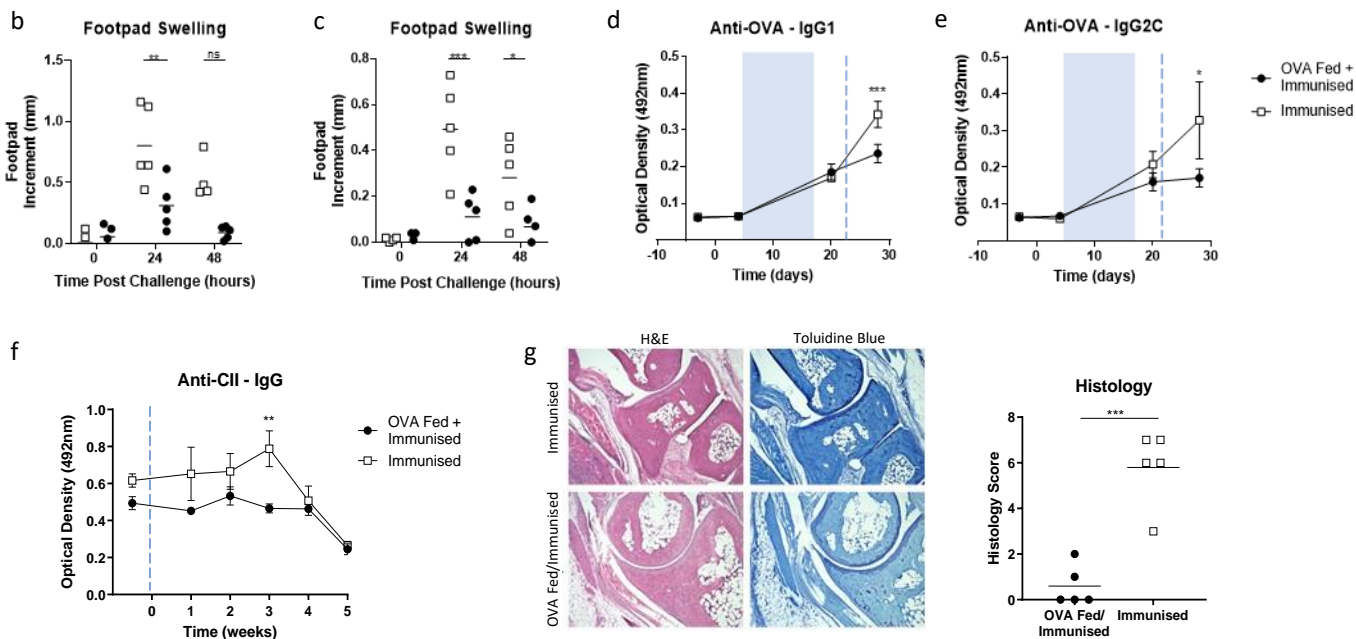 b
Footpad Swelling
Footpad
Increment (mm)
1.5
1.0
0.5
0.0
**
ns
0 24 48
Time Post Challenge (hours)
c
Footpad Swelling
Footpad
Increment (mm)
0.8
0.6
0.4
0.2
0.0
***
*
0 24 48
Time Post Challenge (hours)
d
Anti-OVA - IgG1
Optical Density (492nm)
0.5
0.4
0.3
0.2
0.1
***
-10 0 10 20 30
Time (days)
e
Anti-OVA - IgG2C
Optical Density (492nm)
0.5
0.4
0.3
0.2
0.1
*
-10 0 10 20 30
Time (days)
OVA Fed +
Immunised
Immunised
f
Anti-CII - IgG
Optical Density (492nm)
1.0
0.8
0.6
0.4
0.2
0.0
**
0 1 2 3 4 5
Time (weeks)
OVA Fed +
Immunised
Immunised
g
H&E Toluidine Blue
Immunised
OVA Fed/Immunised
Histology
Histology Score
8
6
4
2
0
***
OVA Fed/
Immunised
Immunised